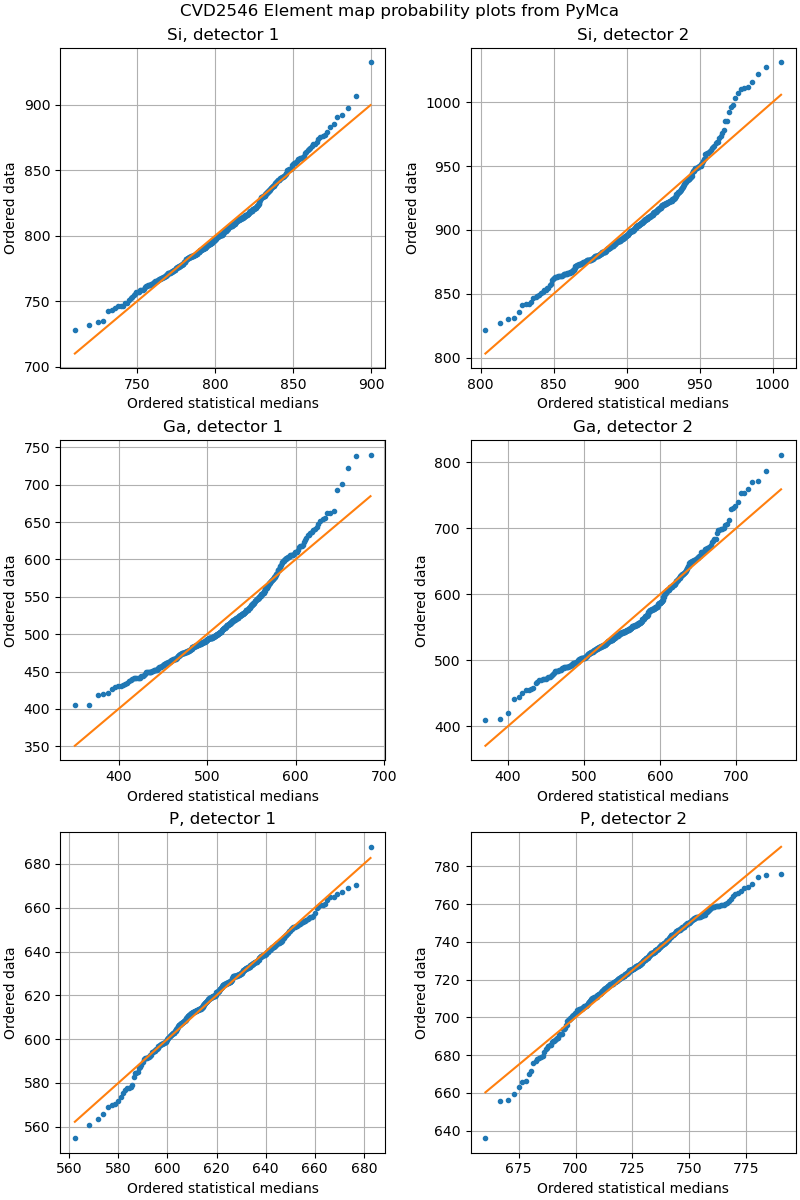 CVD2546 Element map probability plots from PyMca
Si, detector 1
Ordered data
900
850
800
750
700
750 800 850 900
Ordered statistical medians
Si, detector 2
Ordered data
1000
950
900
850
800
800 850 900 950 1000
Ordered statistical medians
Ga, detector 1
Ordered data
750
700
650
600
550
500
450
400
350
400 500 600 700
Ordered statistical medians
Ga, detector 2
Ordered data
800
700
600
500
400
400 500 600 700
Ordered statistical medians
P, detector 1
Ordered data
680
660
640
620
600
580
560
560 580 600 620 640 660 680
Ordered statistical medians
P, detector 2
Ordered data
780
760
740
720
700
680
660
640
675 700 725 750 775
Ordered statistical medians